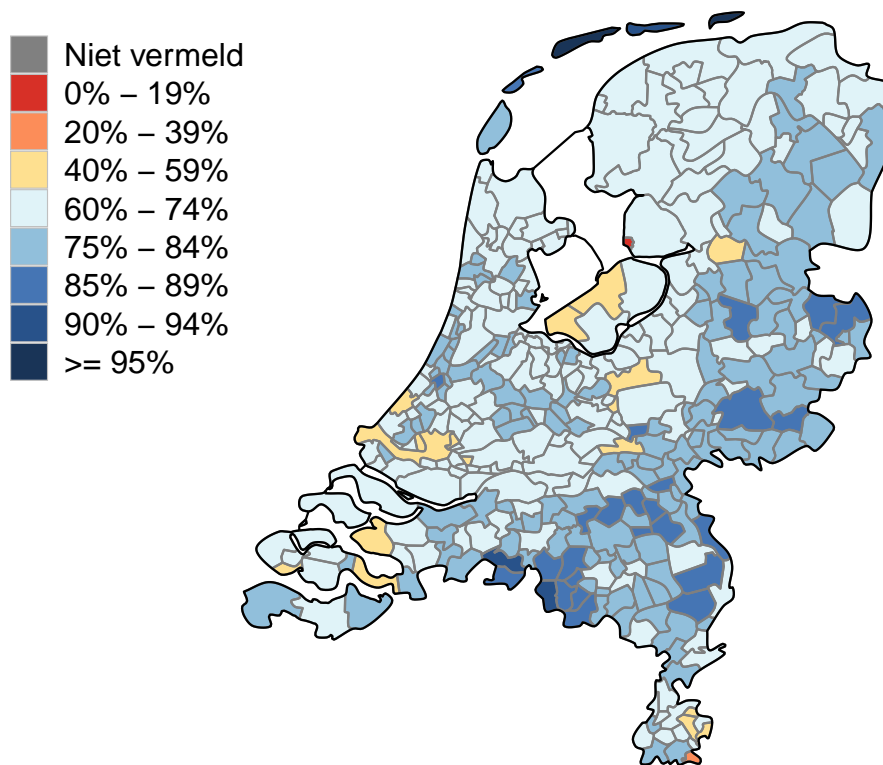 Niet vermeld
0% – 19%
20% – 39%
40% – 59%
60% – 74%
75% – 84%
85% – 89%
90% – 94%
>= 95%